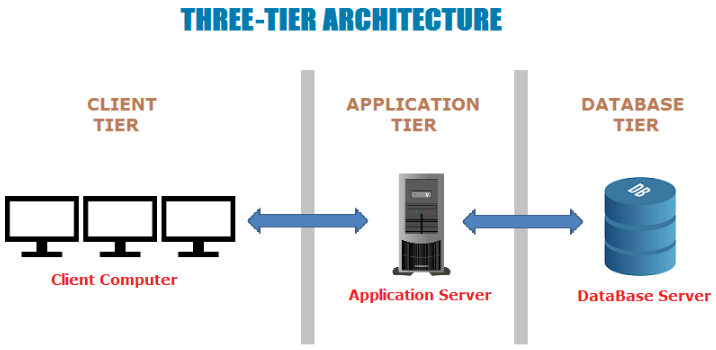 THREE-TIER ARCHITECTURE
CLIENT
TIER
APPLICATION
TIER
DATABASE
TIER
DB
Client Computer
Application Server
DataBase Server